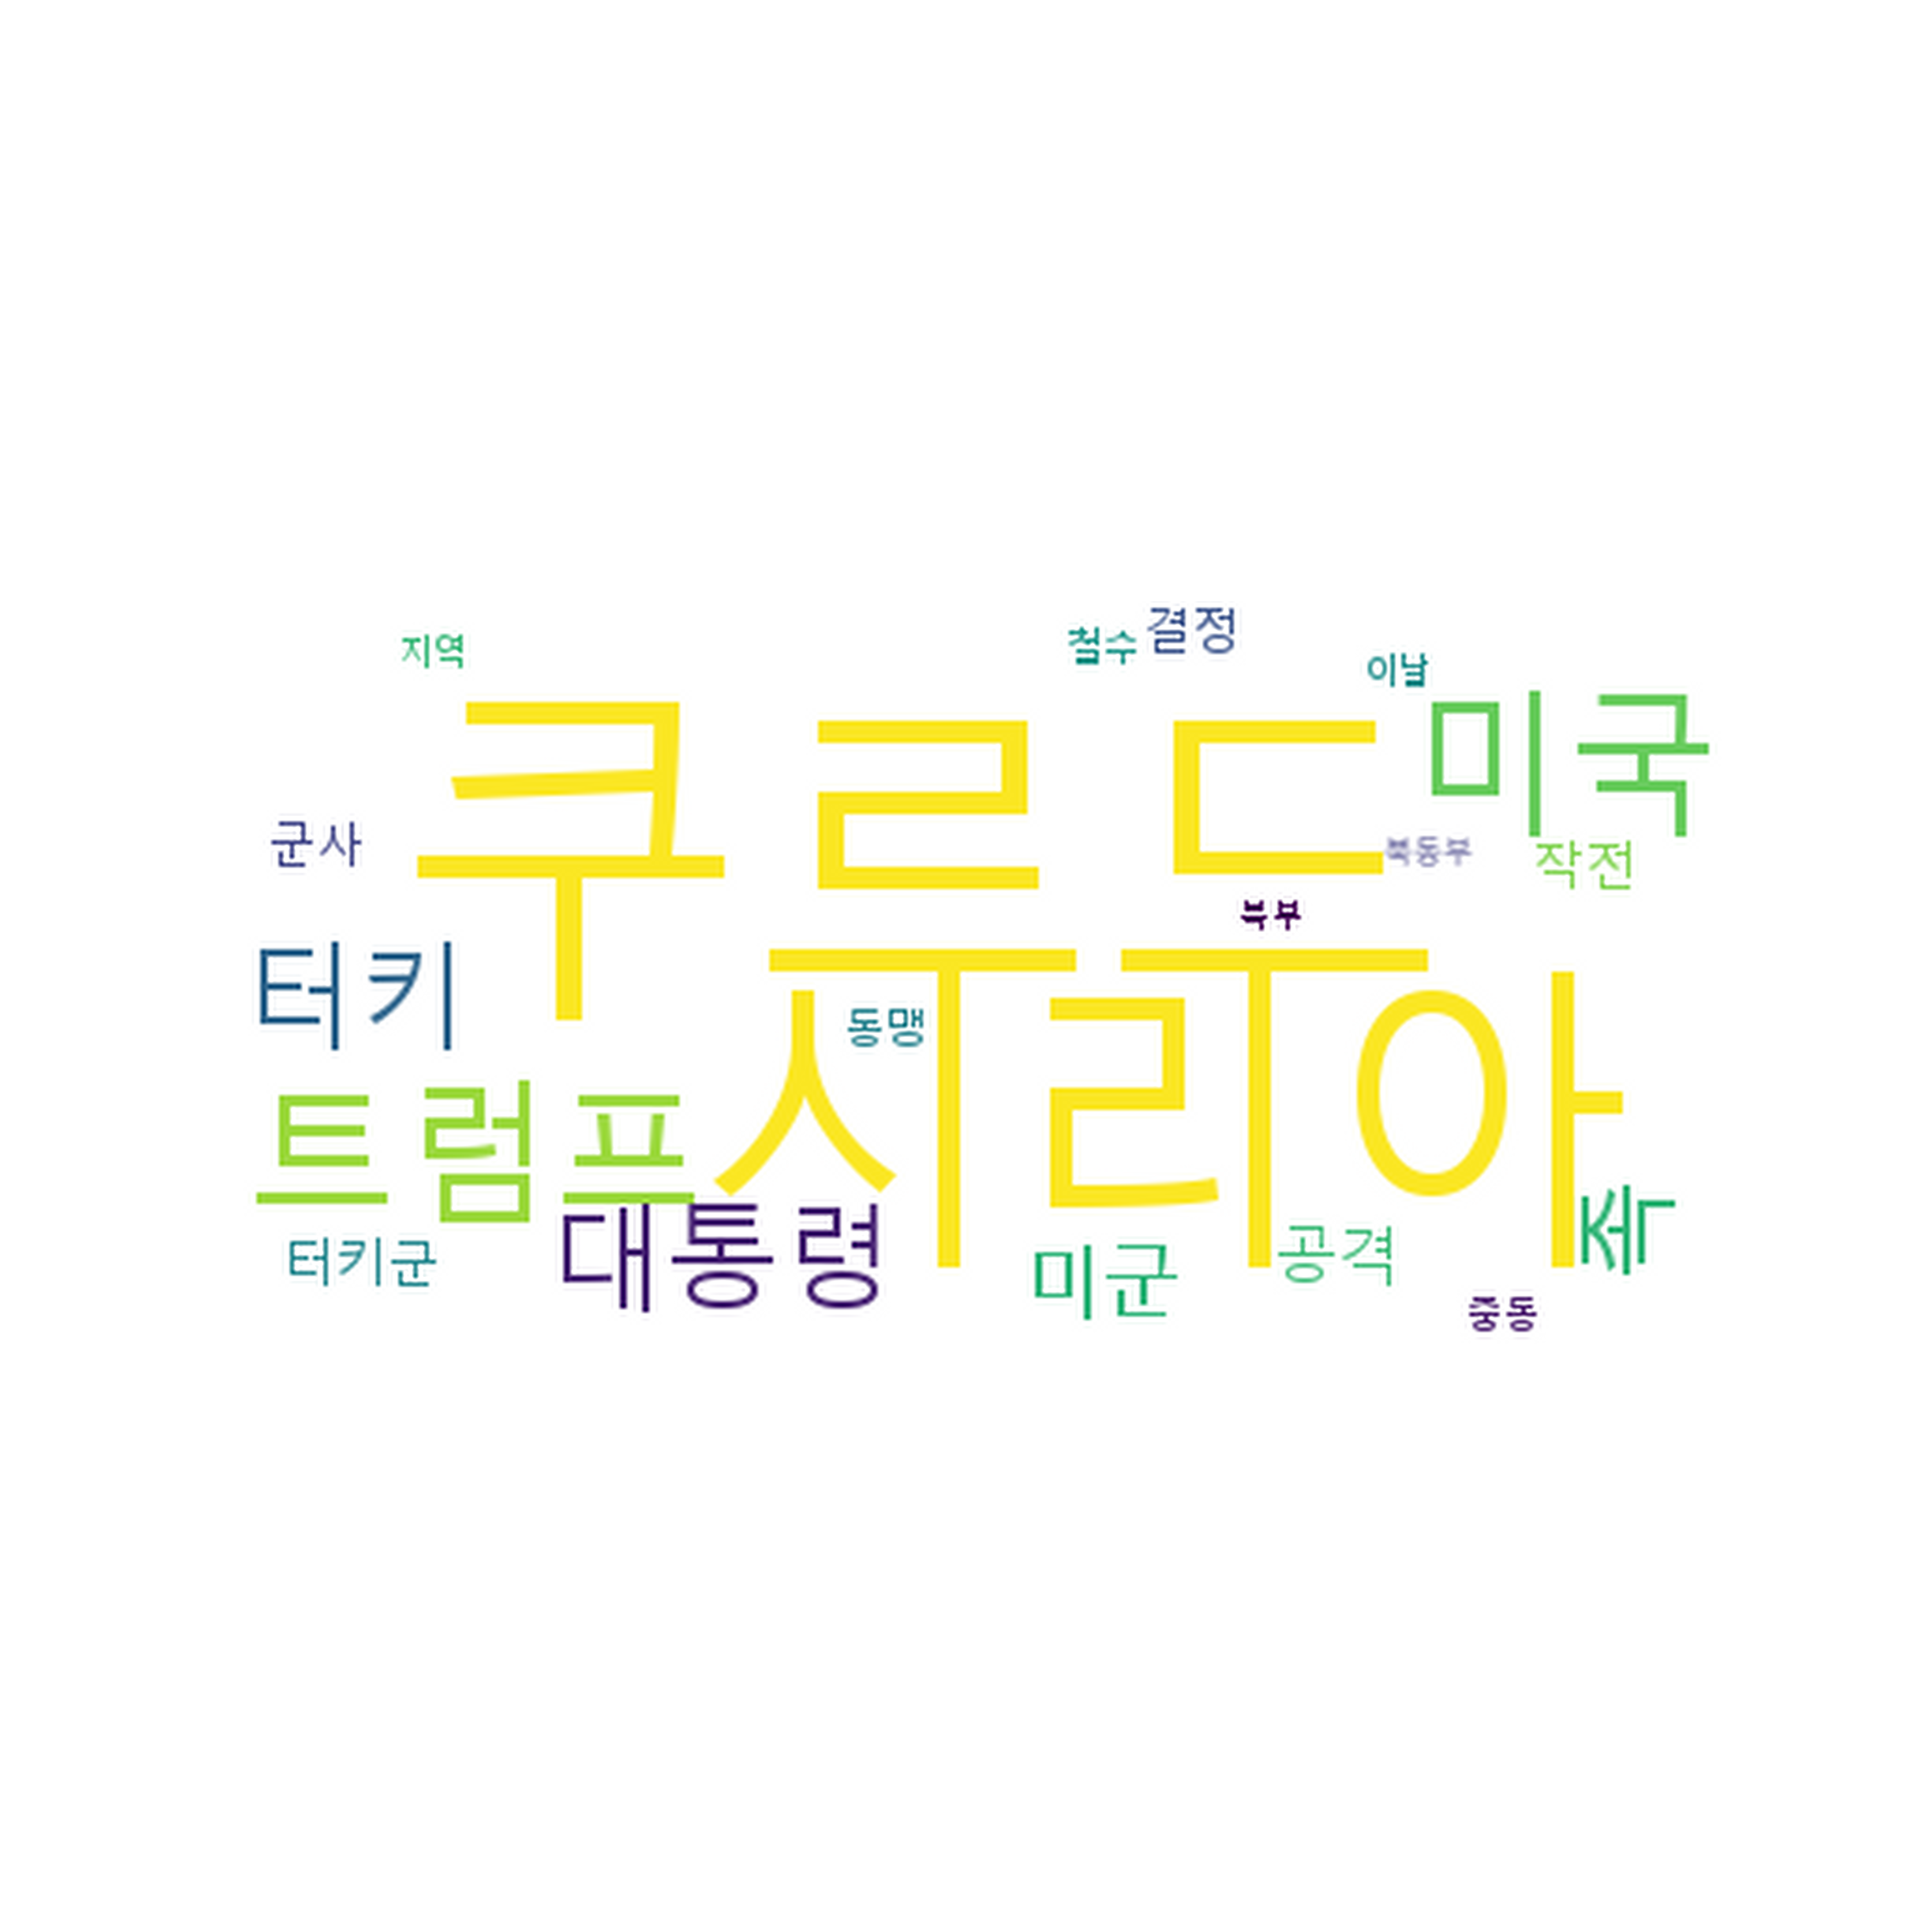 지역
철수
결정
이날
쿠르드
미국
군사
북동부
작전
북부
터키
시리아
동맹
트럼프
대통령
터키군
미군
공격
족
중동